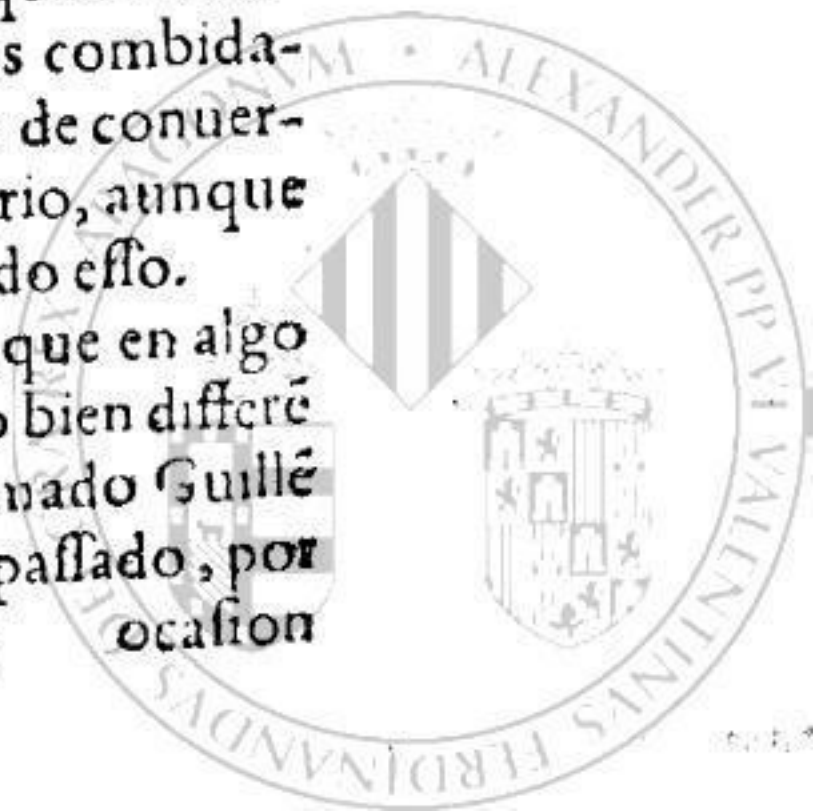 s combida-
de conuer-
rio, aunque
do eſſo.
que en algo
bien differẽ
nado Guillẽ
paſſado, por
ocaſion
ALEXANDER PP VI VALENTINVS FERDINANDVS